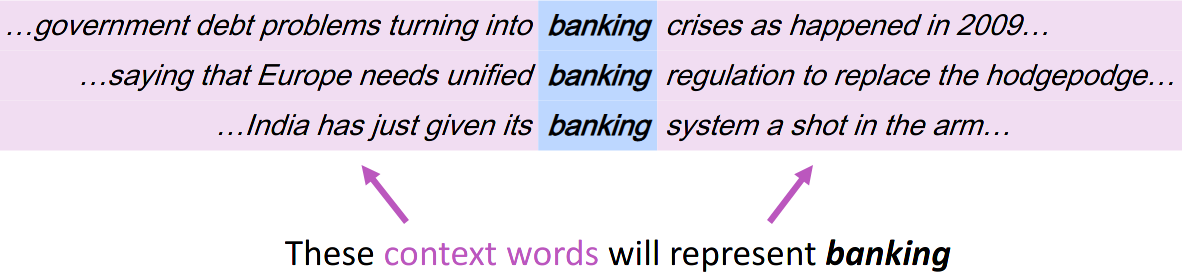 …government debt problems turning into banking crises as happened in 2009…
…saying that Europe needs unified banking regulation to replace the hodgepodge…
…India has just given its banking system a shot in the arm…
These context words will represent banking